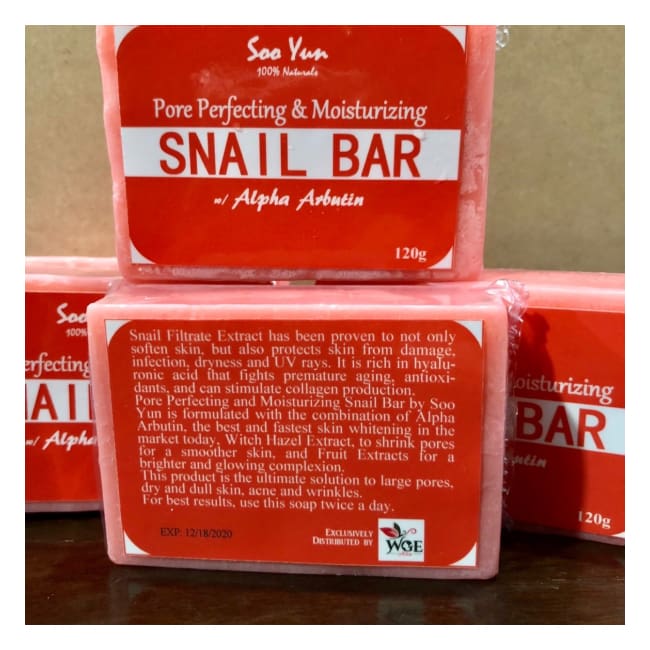 Soo Yun
100% Naturals
Pore Perfecting & Moisturizing
SNAIL BAR
w/ Alpha Arbutin
120g
Soo
100%
erfecting
NAI
w/ Alpha
Snail Filtrate Extract has been proven to not only
soften skin, but also protects skin from damage,
infection, dryness and UV rays. It is rich in hyalu-
ronic acid that fights premature aging, antioxi-
dants, and can stimulate collagen production.
Pore Perfecting and Moisturizing Snail Bar by Soo
Yun is formulated with the combination of Alpha
Arbutin, the best and fastest skin whitening in the
market today, Witch Hazel Extract, to shrink pores
for a smoother skin, and Fruit Extracts for a
brighter and glowing complexion.
This product is the ultimate solution to large pores,
dry and dull skin, acne and wrinkles.
For best results, use this soap twice a day.
EXP: 12/18/2020
EXCLUSIVELY
DISTRIBUTED BY
WGE
oisturizing
BAR
butin
120g